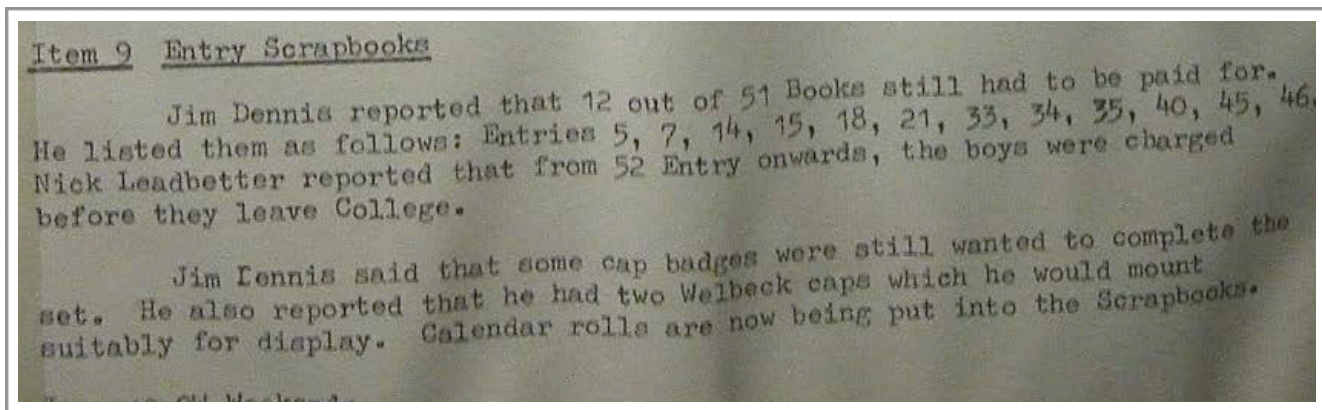 Item 9 Entry Scrapbooks
Jim Dennis reported that 12 out of 51 Books still had to be paid for.
He listed them as follows: Entries 5, 7, 14, 15, 18, 21, 33, 34, 35, 40, 45, 46.
Nick Leadbetter reported that from 52 Entry onwards, the boys were charged
before they leave College.
Jim Dennis said that some cap badges were still wanted to complete the
set. He also reported that he had two Welbeck caps which he would mount
suitably for display. Calendar rolls are now being put into the Scrapbooks.